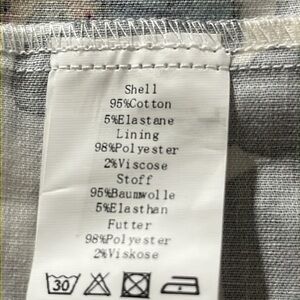 Shell
95%Cotton
5%Elastane
Lining
98%Polyester
2%Viscose
Stoff
95%Baumwolle
5%Elasthan
Futter
98%Polyester
2%Viskose
30